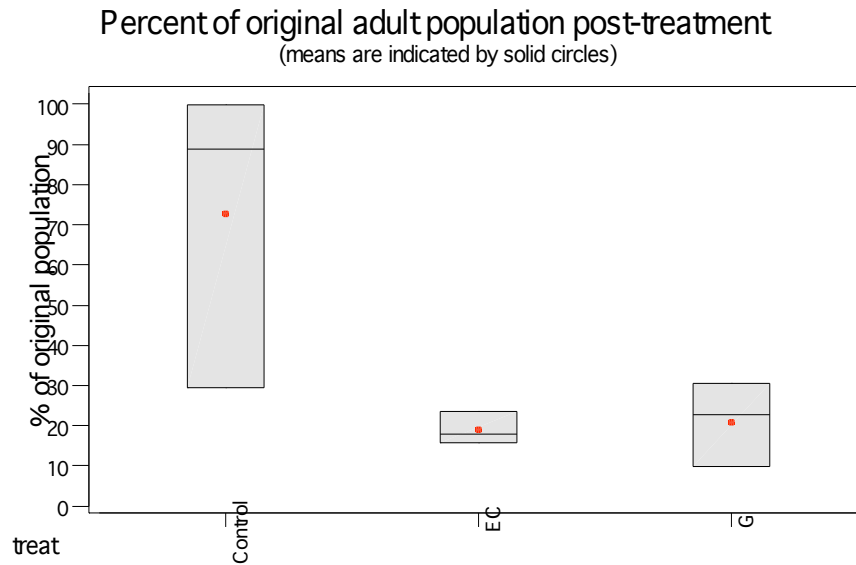 Percent of original adult population post-treatment
(means are indicated by solid circles)
% of original population
100
90
80
70
60
50
40
30
20
10
0
Control
EC
G
treat